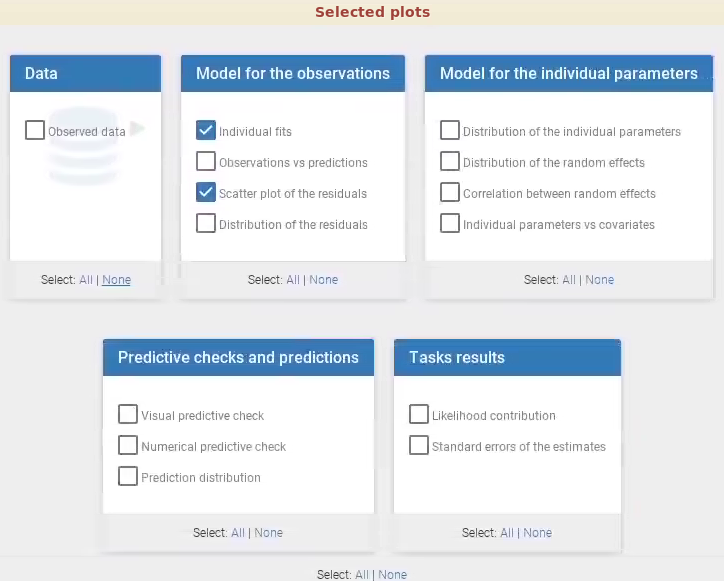 Selected plots
Data
Observed data
Select: All | None
Model for the observations
Individual fits
Observations vs predictions
Scatter plot of the residuals
Distribution of the residuals
Select: All | None
Model for the individual parameters
Distribution of the individual parameters
Distribution of the random effects
Correlation between random effects
Individual parameters vs covariates
Select: All | None
Predictive checks and predictions
Visual predictive check
Numerical predictive check
Prediction distribution
Select: All | None
Tasks results
Likelihood contribution
Standard errors of the estimates
Select: All | None
Select: All | None